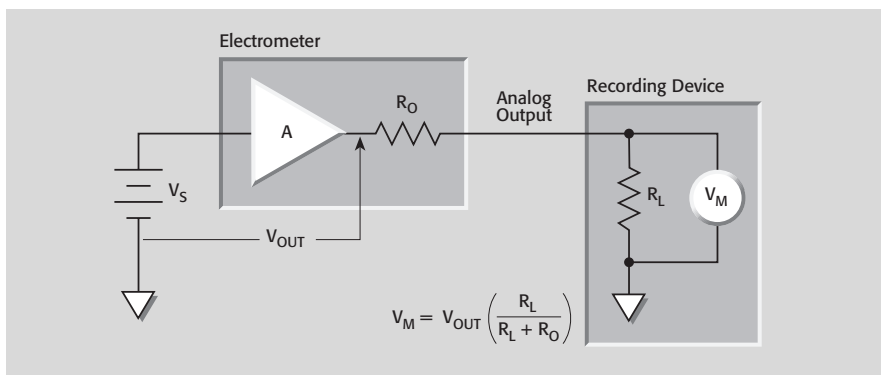 Electrometer
A
R_O
Analog
Output
Recording Device
V_S
V_OUT
R_L
V_M
V_M = V_OUT ( R_L / ( R_L + R_O ) )